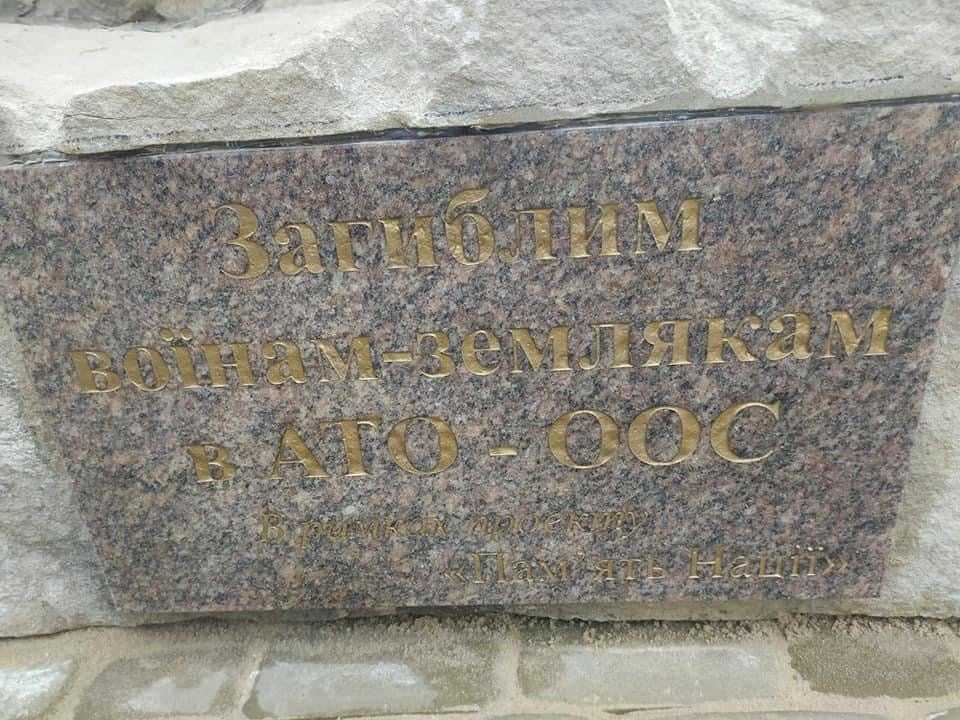 Загиблим
воїнам-землякам
в АТО - ООС
В рамках проекту
«Пам`ять Нації»